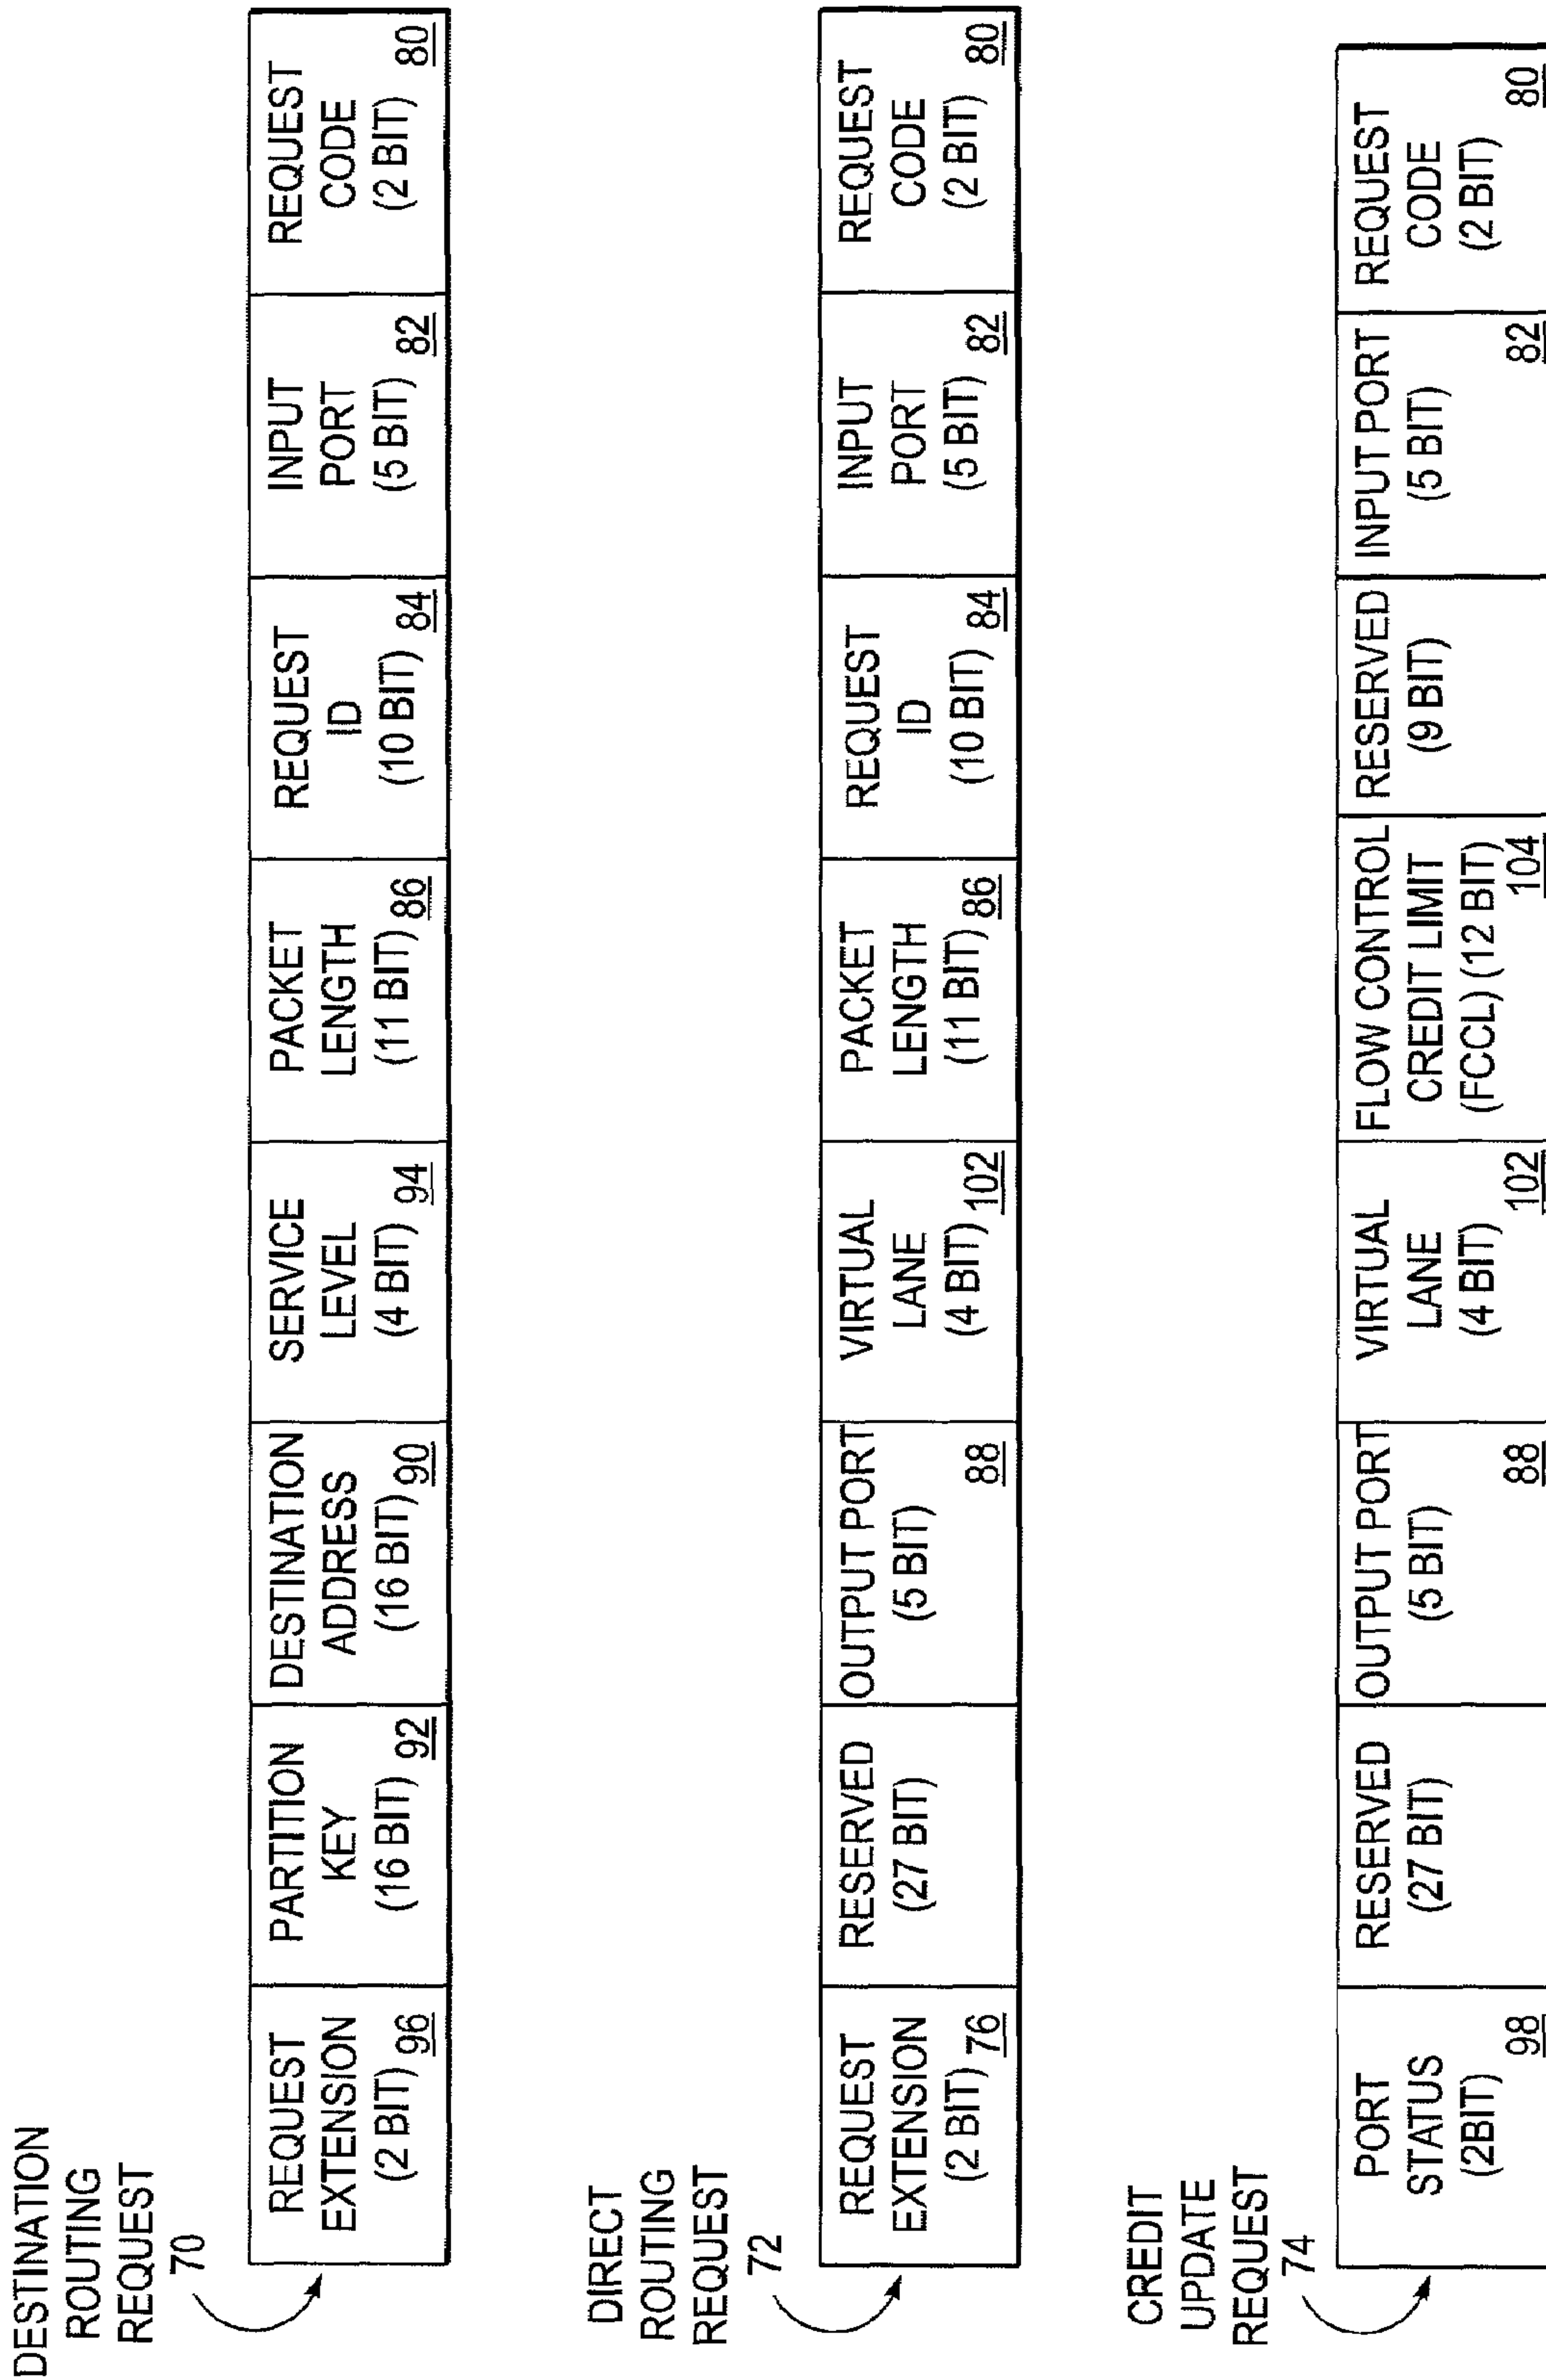 DESTINATION
ROUTING
REQUEST
70
REQUEST
EXTENSION
(2 BIT) 96
PARTITION
KEY
(16 BIT) 92
DESTINATION
ADDRESS
(16 BIT) 90
SERVICE
LEVEL
(4 BIT) 94
PACKET
LENGTH
(11 BIT) 86
REQUEST
ID
(10 BIT) 84
INPUT
PORT
(5 BIT) 82
REQUEST
CODE
(2 BIT) 80
DIRECT
ROUTING
REQUEST
72
REQUEST
EXTENSION
(2 BIT) 76
RESERVED
(27 BIT)
OUTPUT PORT
(5 BIT)
88
VIRTUAL
LANE
(4 BIT) 102
PACKET
LENGTH
(11 BIT) 86
REQUEST
ID
(10 BIT) 84
INPUT
PORT
(5 BIT) 82
REQUEST
CODE
(2 BIT) 80
CREDIT
UPDATE
REQUEST
74
PORT
STATUS
(2BIT)
98
RESERVED
(27 BIT)
OUTPUT PORT
(5 BIT)
88
VIRTUAL
LANE
(4 BIT)
102
FLOW CONTROL
CREDIT LIMIT
(FCCL) (12 BIT)
104
RESERVED
(9 BIT)
INPUT PORT
(5 BIT)
82
REQUEST
CODE
(2 BIT)
80